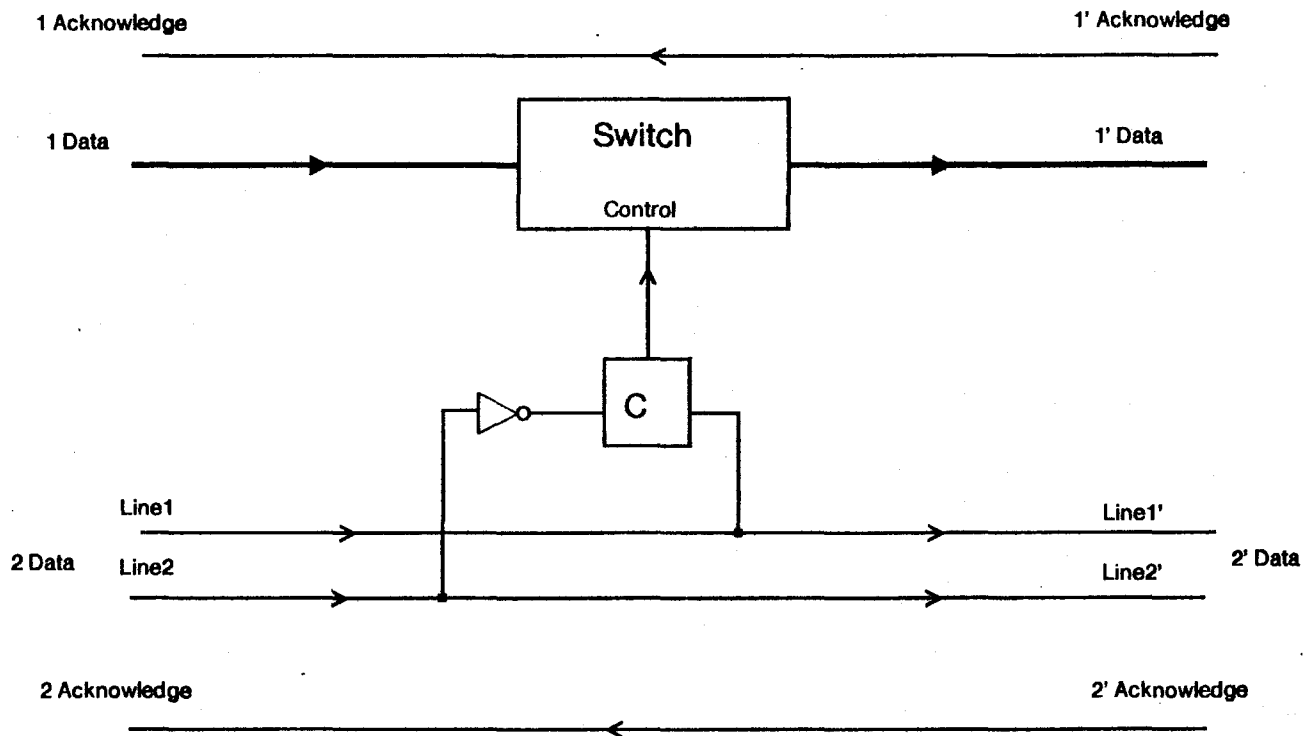 1 Acknowledge
1' Acknowledge
1 Data
Switch
1' Data
Control
C
Line1
Line1'
2 Data
Line2
Line2'
2' Data
2 Acknowledge
2' Acknowledge